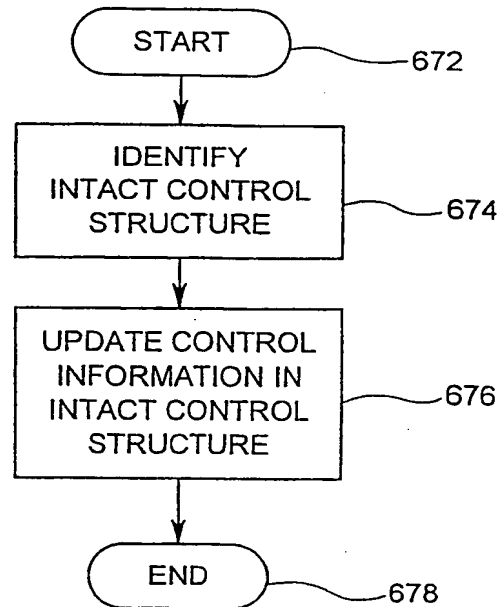 START
672
IDENTIFY
INTACT CONTROL
STRUCTURE
674
UPDATE CONTROL
INFORMATION IN
INTACT CONTROL
STRUCTURE
676
END
678